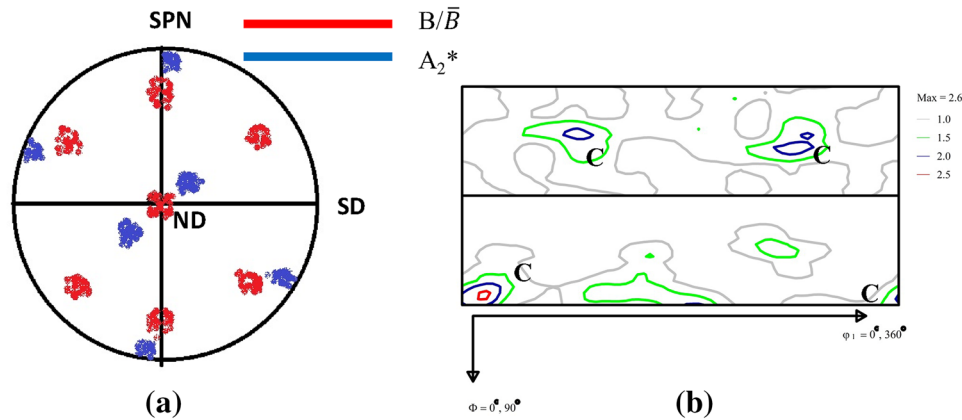 SPN
B/B̅
A₂*
ND
SD
(a)
Max = 2.6
1.0
1.5
2.0
2.5
C
C
C
C
φ₁ = 0°, 360°
Φ = 0°, 90°
(b)